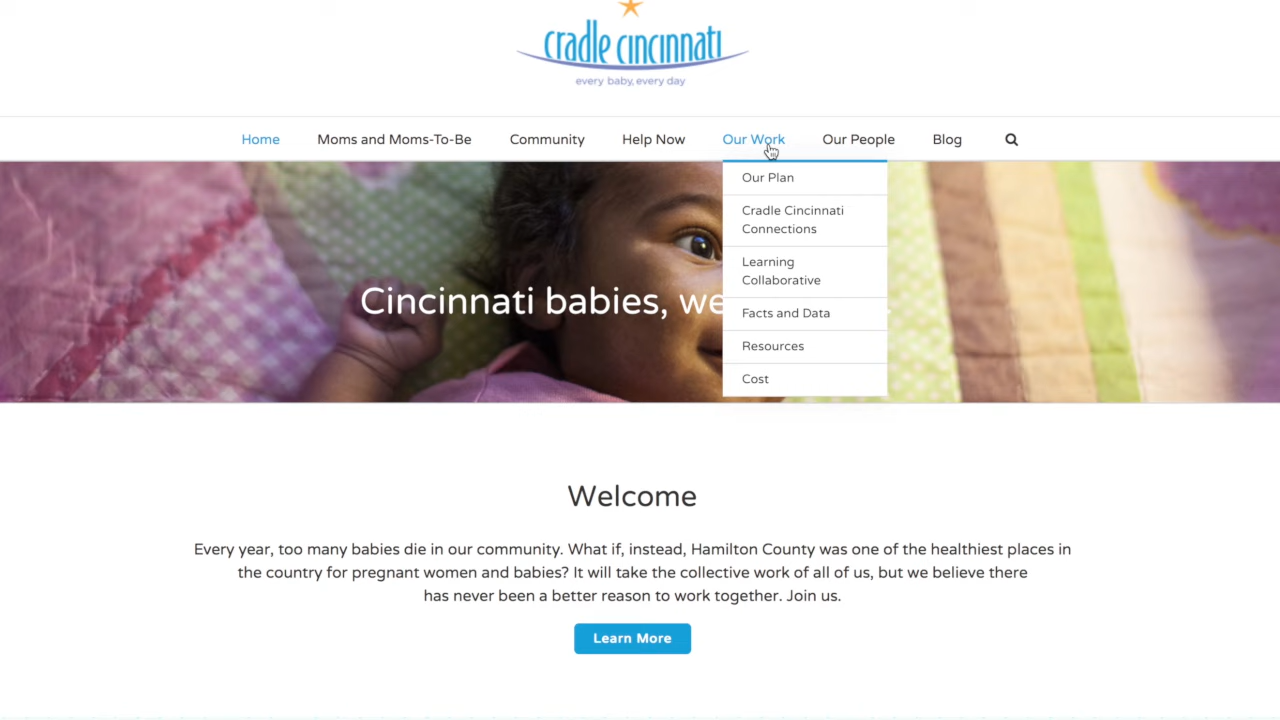 cradle cincinnati
every baby, every day
Home Moms and Moms-To-Be Community Help Now Our Work Our People Blog
Our Plan
Cradle Cincinnati
Connections
Learning
Collaborative
Facts and Data
Resources
Cost
Cincinnati babies, we
Welcome
Every year, too many babies die in our community. What if, instead, Hamilton County was one of the healthiest places in
the country for pregnant women and babies? It will take the collective work of all of us, but we believe there
has never been a better reason to work together. Join us.
Learn More